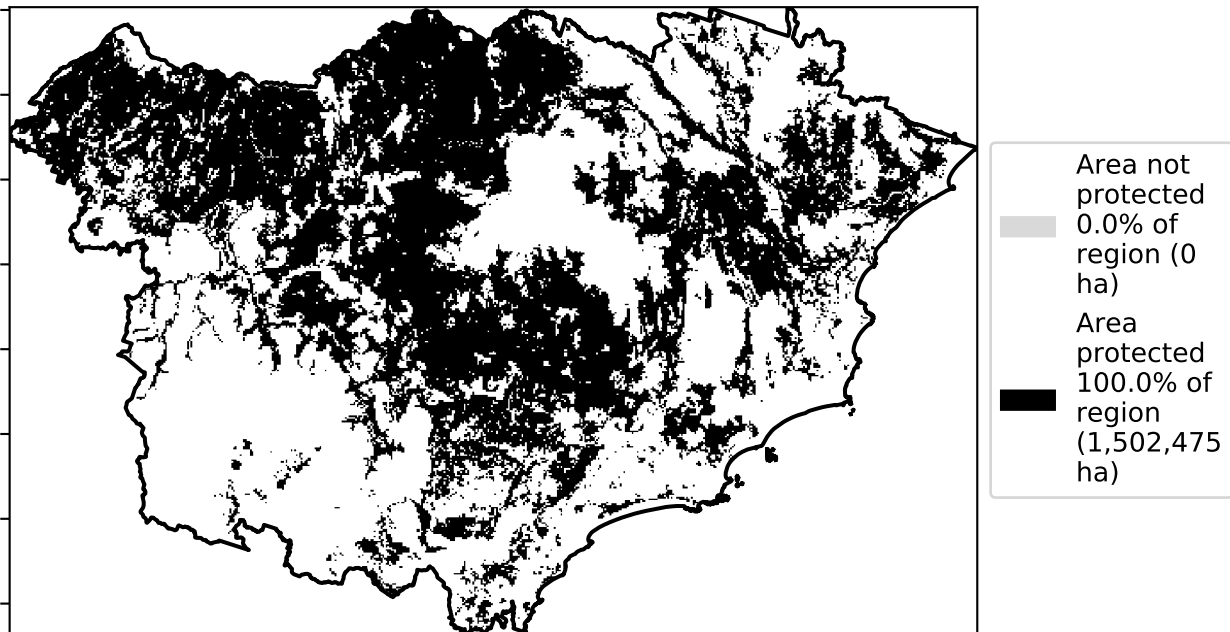 Area not
protected
0.0% of
region (0
ha)
Area
protected
100.0% of
region
(1,502,475
ha)